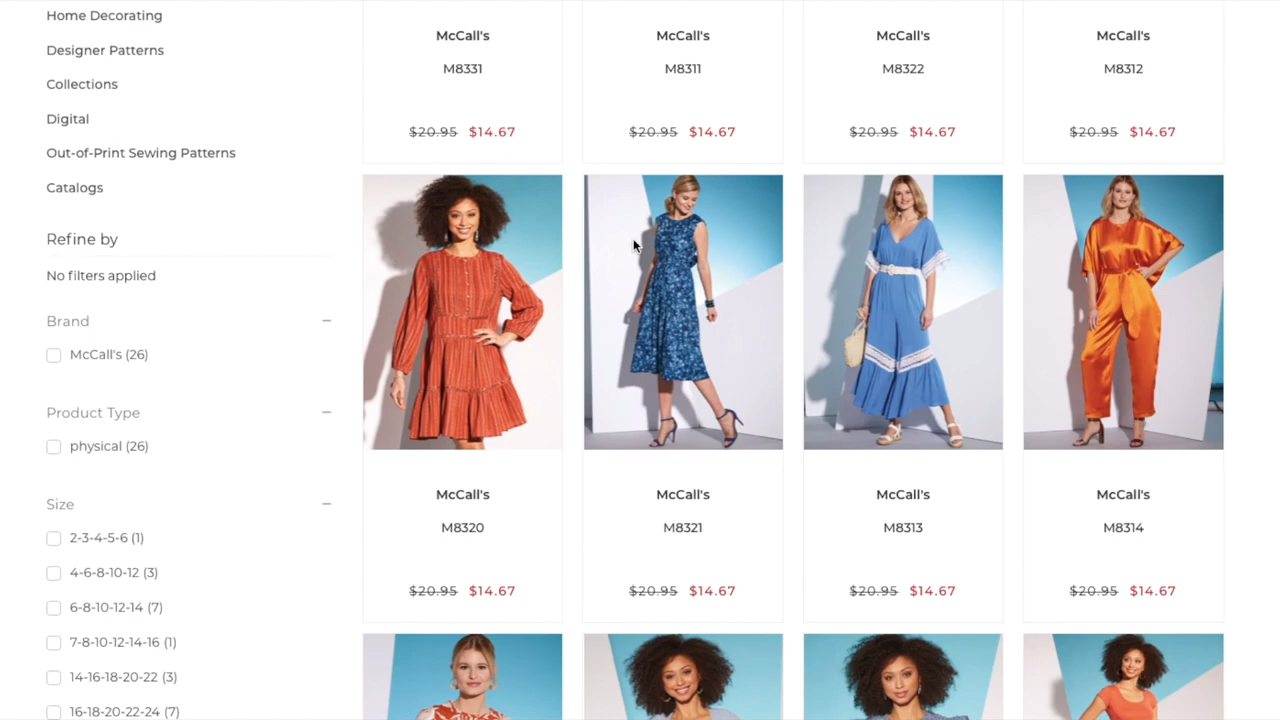 Home Decorating
Designer Patterns
Collections
Digital
Out-of-Print Sewing Patterns
Catalogs
Refine by
No filters applied
Brand
McCall's (26)
Product Type
physical (26)
Size
2-3-4-5-6 (1)
4-6-8-10-12 (3)
6-8-10-12-14 (7)
7-8-10-12-14-16 (1)
14-16-18-20-22 (3)
16-18-20-22-24 (7)
McCall's McCall's McCall's McCall's
M8331 M8311 M8322 M8312
$20.95 $14.67 $20.95 $14.67 $20.95 $14.67 $20.95 $14.67
McCall's McCall's McCall's McCall's
M8320 M8321 M8313 M8314
$20.95 $14.67 $20.95 $14.67 $20.95 $14.67 $20.95 $14.67